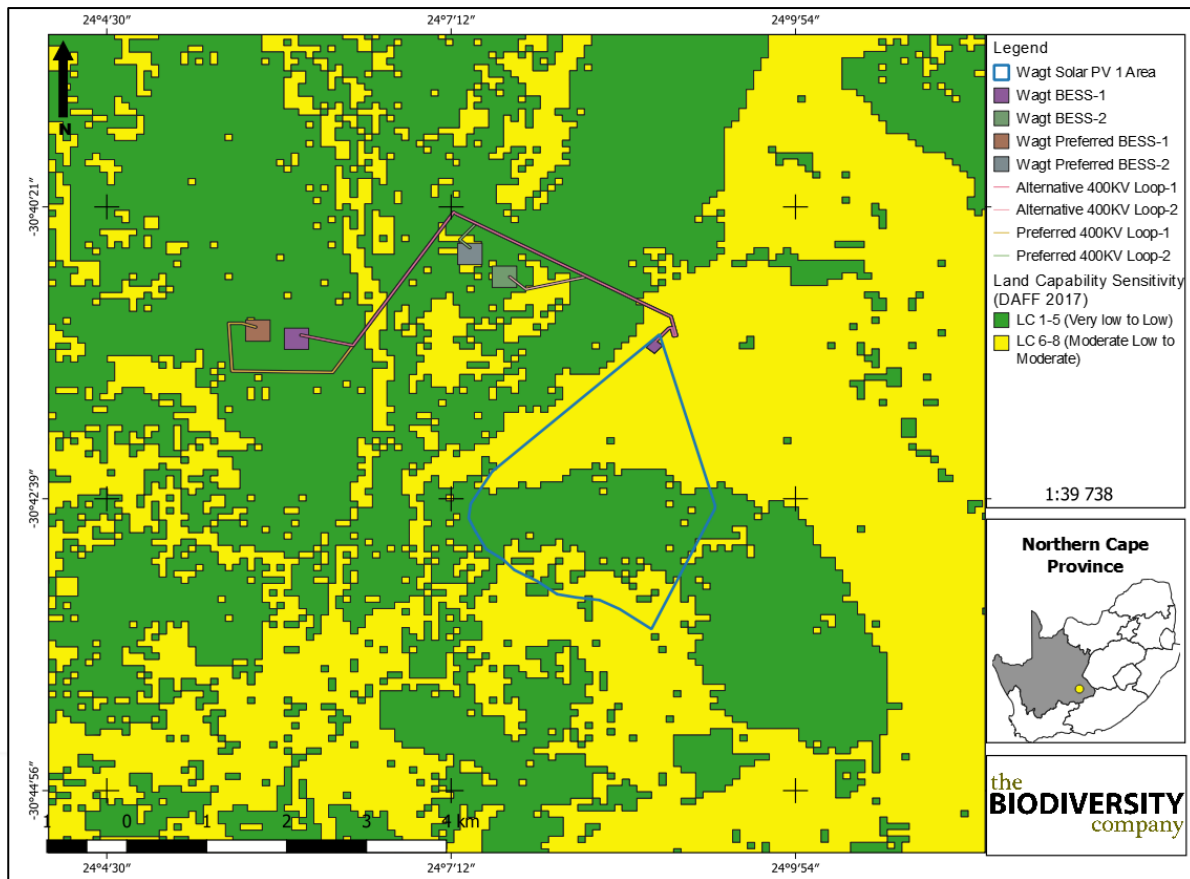 24°4'30"
24°7'12"
24°9'54"
-30°40'21"
-30°42'39"
-30°44'56"
N
1 0 1 2 3 4 km
24°4'30"
24°7'12"
24°9'54"
Legend
Wagt Solar PV 1 Area
Wagt BESS-1
Wagt BESS-2
Wagt Preferred BESS-1
Wagt Preferred BESS-2
Alternative 400KV Loop-1
Alternative 400KV Loop-2
Preferred 400KV Loop-1
Preferred 400KV Loop-2
Land Capability Sensitivity
(DAFF 2017)
LC 1-5 (Very low to Low)
LC 6-8 (Moderate Low to
Moderate)
1:39 738
Northern Cape
Province
the
BIODIVERSITY
company